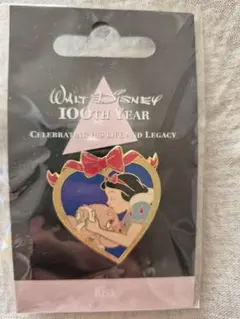 WALT DISNEY
100TH YEAR
CELEBRATING HIS LIFE AND LEGACY